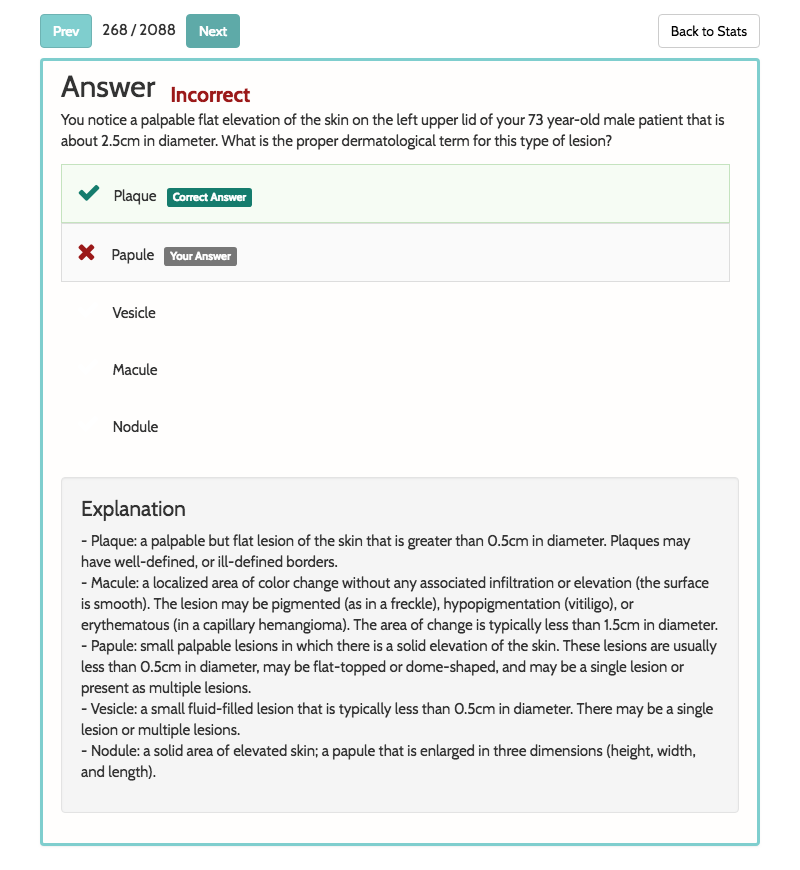 Prev 268 / 2088 Next Back to Stats
Answer Incorrect
You notice a palpable flat elevation of the skin on the left upper lid of your 73 year-old male patient that is
about 2.5cm in diameter. What is the proper dermatological term for this type of lesion?
Plaque Correct Answer
Papule Your Answer
Vesicle
Macule
Nodule
Explanation
- Plaque: a palpable but flat lesion of the skin that is greater than 0.5cm in diameter. Plaques may
have well-defined, or ill-defined borders.
- Macule: a localized area of color change without any associated infiltration or elevation (the surface
is smooth). The lesion may be pigmented (as in a freckle), hypopigmentation (vitiligo), or
erythematous (in a capillary hemangioma). The area of change is typically less than 1.5cm in diameter.
- Papule: small palpable lesions in which there is a solid elevation of the skin. These lesions are usually
less than 0.5cm in diameter, may be flat-topped or dome-shaped, and may be a single lesion or
present as multiple lesions.
- Vesicle: a small fluid-filled lesion that is typically less than 0.5cm in diameter. There may be a single
lesion or multiple lesions.
- Nodule: a solid area of elevated skin; a papule that is enlarged in three dimensions (height, width,
and length).